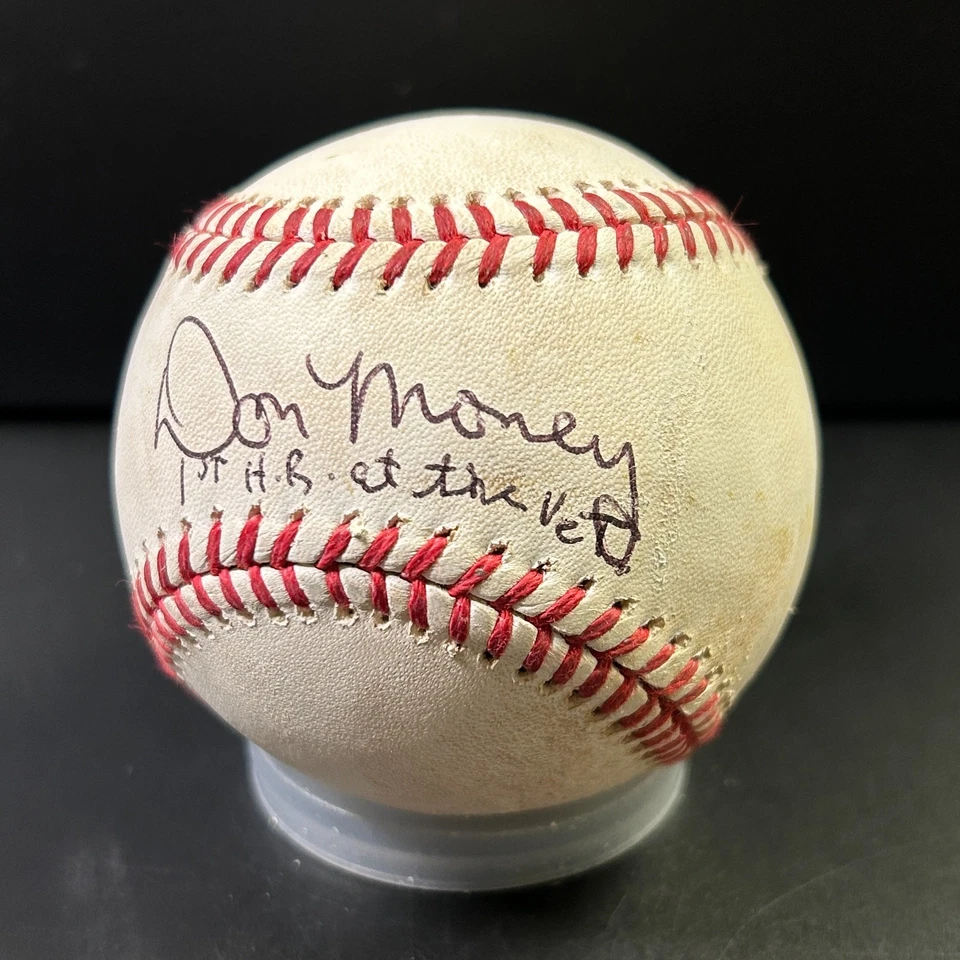 Don Money
1ST H.R. at the Vet